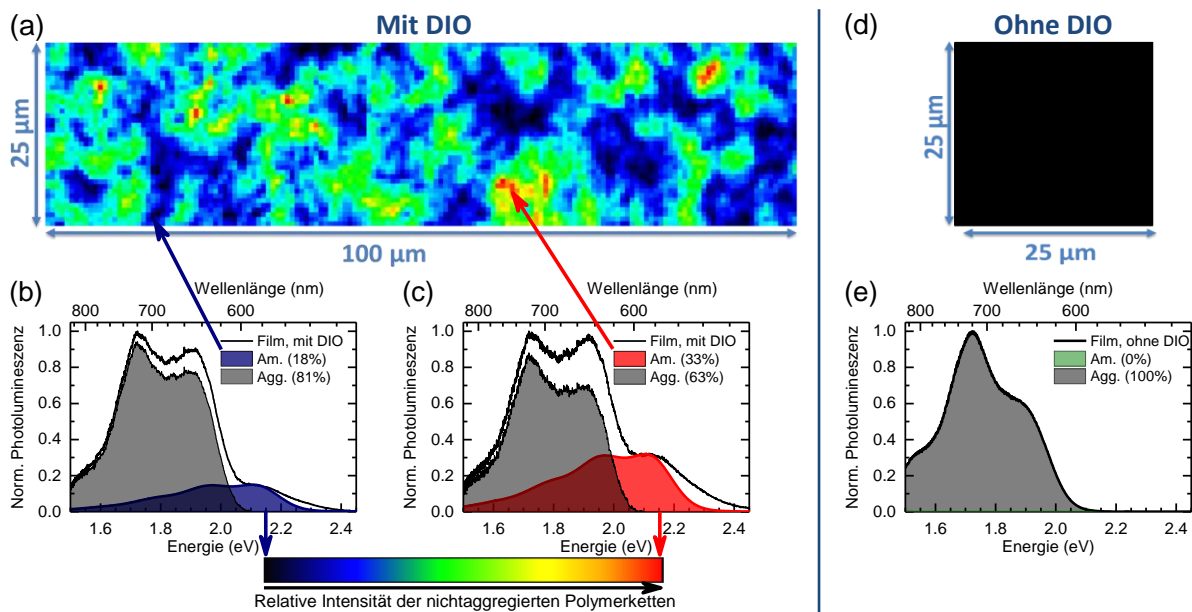 (a)
Mit DIO
25 µm
100 µm
(d)
Ohne DIO
25 µm
25 µm
(b)
Wellenlänge (nm)
800 700 600
Norm. Photolumineszenz
1.0
0.8
0.6
0.4
0.2
0.0
Film, mit DIO
Am. (18%)
Agg. (81%)
1.6 1.8 2.0 2.2 2.4
Energie (eV)
(c)
Wellenlänge (nm)
800 700 600
Norm. Photolumineszenz
1.0
0.8
0.6
0.4
0.2
0.0
Film, mit DIO
Am. (33%)
Agg. (63%)
1.6 1.8 2.0 2.2 2.4
Energie (eV)
Relative Intensität der nichtaggregierten Polymerketten
(e)
Wellenlänge (nm)
800 700 600
Norm. Photolumineszenz
1.0
0.8
0.6
0.4
0.2
0.0
Film, ohne DIO
Am. (0%)
Agg. (100%)
1.6 1.8 2.0 2.2 2.4
Energie (eV)